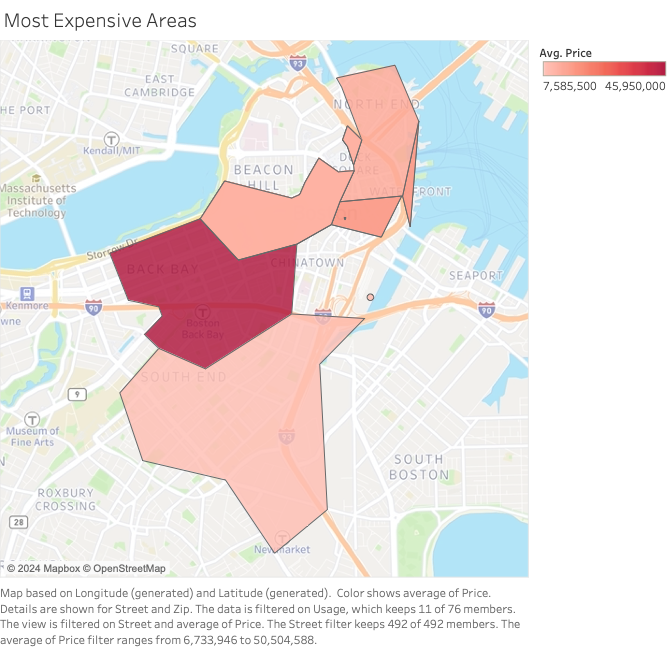 Most Expensive Areas
SQUARE
93
EAST
CAMBRIDGE
HE PORT
NORTH END
T
Kendall/MIT
BEACON
HILL
Massachusetts
Institute of
Technology
WATERFRONT
Storrow Dr
BACK BAY
CHINATOWN
SEAPORT
Kenmore
wne
90
T
Boston
Back Bay
90
SOUTH END
9
T
Museum of
Fine Arts
93
SOUTH
BOSTON
ROXBURY
CROSSING
28
T
Newmarket
© 2024 Mapbox © OpenStreetMap
Avg. Price
7,585,500 45,950,000
Map based on Longitude (generated) and Latitude (generated). Color shows average of Price.
Details are shown for Street and Zip. The data is filtered on Usage, which keeps 11 of 76 members.
The view is filtered on Street and average of Price. The Street filter keeps 492 of 492 members. The
average of Price filter ranges from 6,733,946 to 50,504,588.